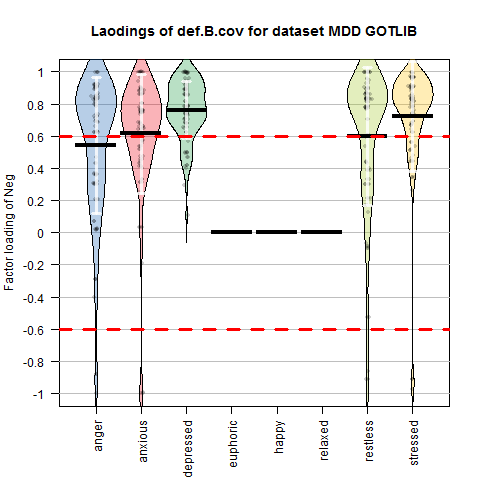 Laodings of def.B.cov for dataset MDD GOTLIB
Factor loading of Neg
1
0.8
0.6
0.4
0.2
0
-0.2
-0.4
-0.6
-0.8
-1
anger
anxious
depressed
euphoric
happy
relaxed
restless
stressed